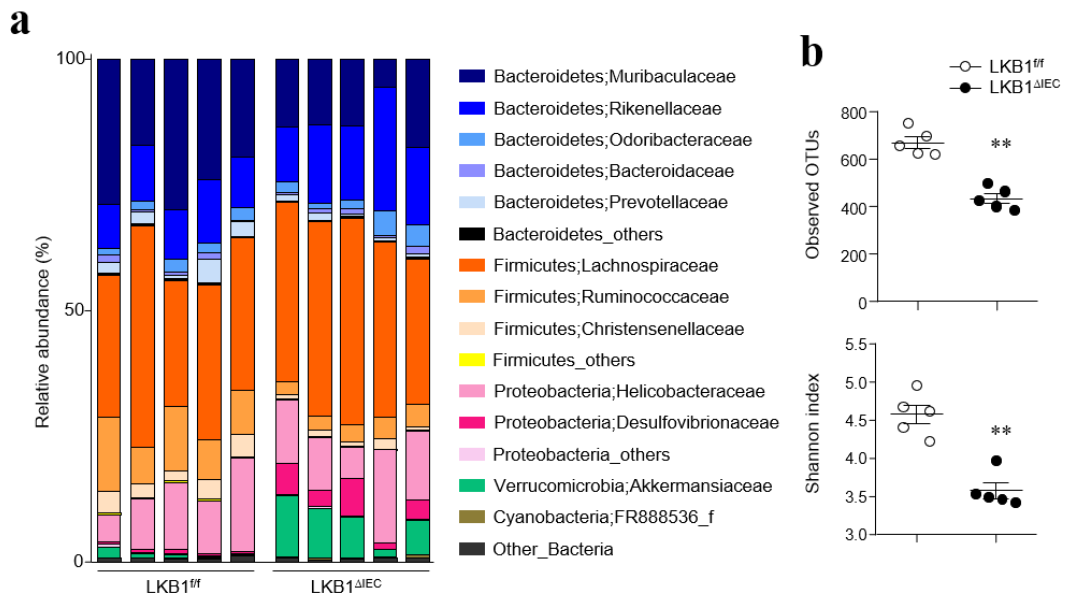 a
100
50
0
Relative abundance (%)
LKB1f/f
LKB1ΔIEC
Bacteroidetes;Muribaculaceae
Bacteroidetes;Rikenellaceae
Bacteroidetes;Odoribacteraceae
Bacteroidetes;Bacteroidaceae
Bacteroidetes;Prevotellaceae
Bacteroidetes_others
Firmicutes;Lachnospiraceae
Firmicutes;Ruminococcaceae
Firmicutes;Christensenellaceae
Firmicutes_others
Proteobacteria;Helicobacteraceae
Proteobacteria;Desulfovibrionaceae
Proteobacteria_others
Verrucomicrobia;Akkermansiaceae
Cyanobacteria;FR888536_f
Other_Bacteria
b
LKB1f/f
LKB1ΔIEC
800
600
400
200
0
Observed OTUs
**
5.5
5.0
4.5
4.0
3.5
3.0
Shannon index
**